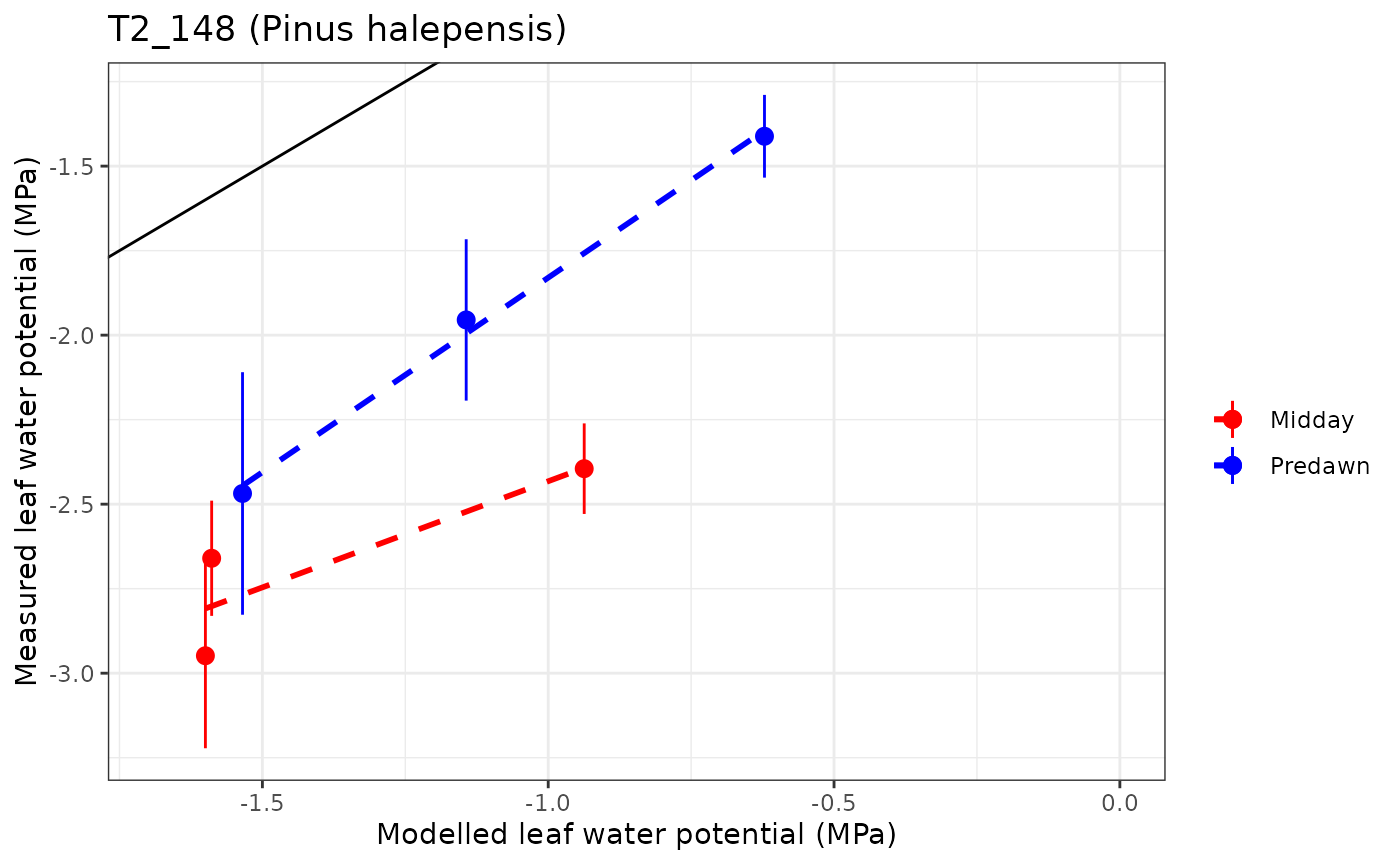 T2_148 (Pinus halepensis)
Measured leaf water potential (MPa)
-1.5
-2.0
-2.5
-3.0
-1.5
-1.0
-0.5
0.0
Modelled leaf water potential (MPa)
Midday
Predawn